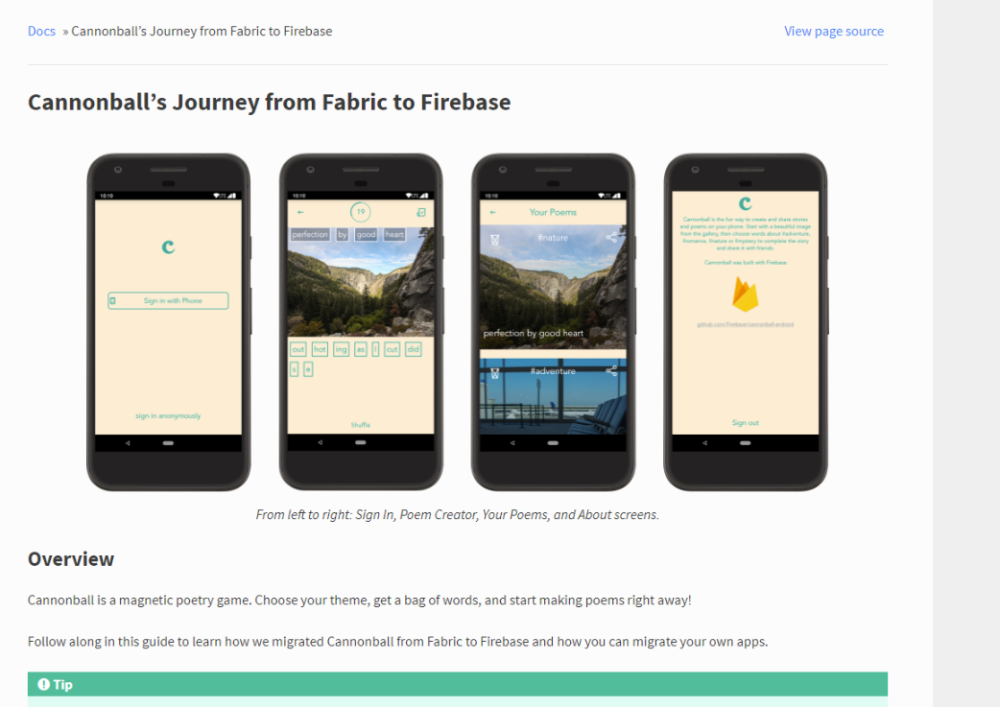 Docs » Cannonball’s Journey from Fabric to Firebase
View page source
Cannonball’s Journey from Fabric to Firebase
10:10
LTE
Sign in with Phone
sign in anonymously
10:10
LTE
19
perfection by good heart
out hot ing as I cut did
s e
Shuffle
10:10
LTE
Your Poems
#nature
perfection by good heart
#adventure
Cannonball is the fun way to create and share stories
and poems on your phone. Start with a beautiful image
from the gallery, then choose words about #adventure,
#romance, #nature or #mystery to complete the story
and share it with friends.
Cannonball was built with Firebase.
github.com/firebase/cannonball-android
Sign out
From left to right: Sign In, Poem Creator, Your Poems, and About screens.
Overview
Cannonball is a magnetic poetry game. Choose your theme, get a bag of words, and start making poems right away!
Follow along in this guide to learn how we migrated Cannonball from Fabric to Firebase and how you can migrate your own apps.
Tip